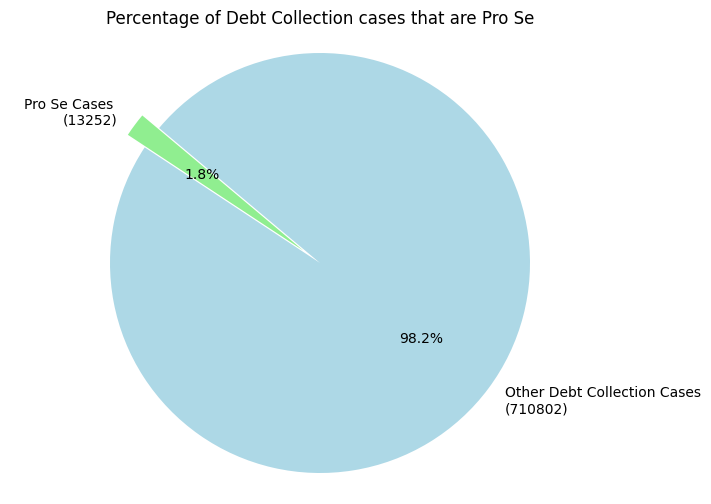 Percentage of Debt Collection cases that are Pro Se
Pro Se Cases
(13252)
1.8%
98.2%
Other Debt Collection Cases
(710802)